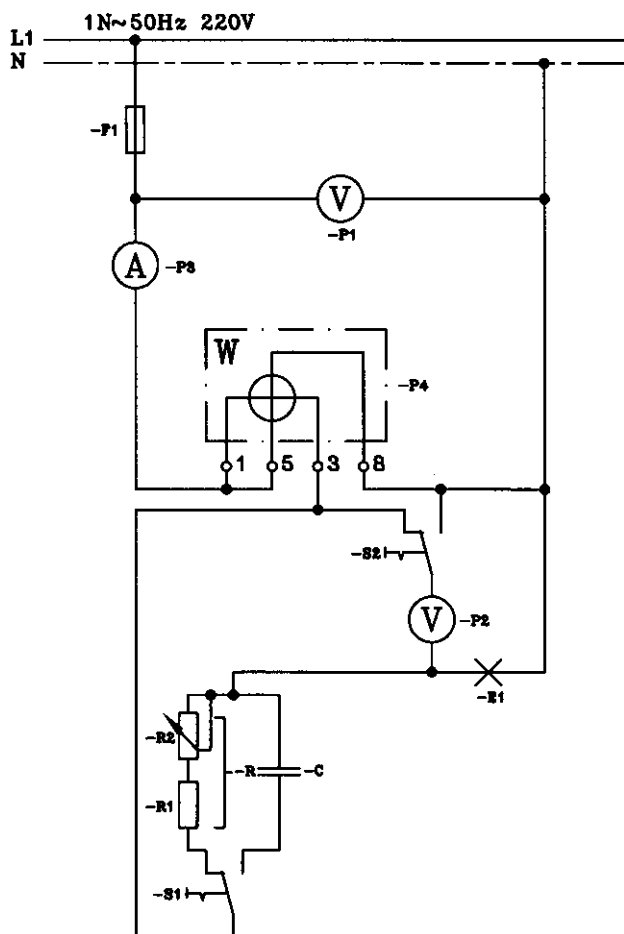 1N~50Hz 220V
L1
N
-F1
V
-P1
A
-P3
W
-P4
1 5 3 8
-S2
V
-P2
-E1
-R2
-R -C
-R1
-S1